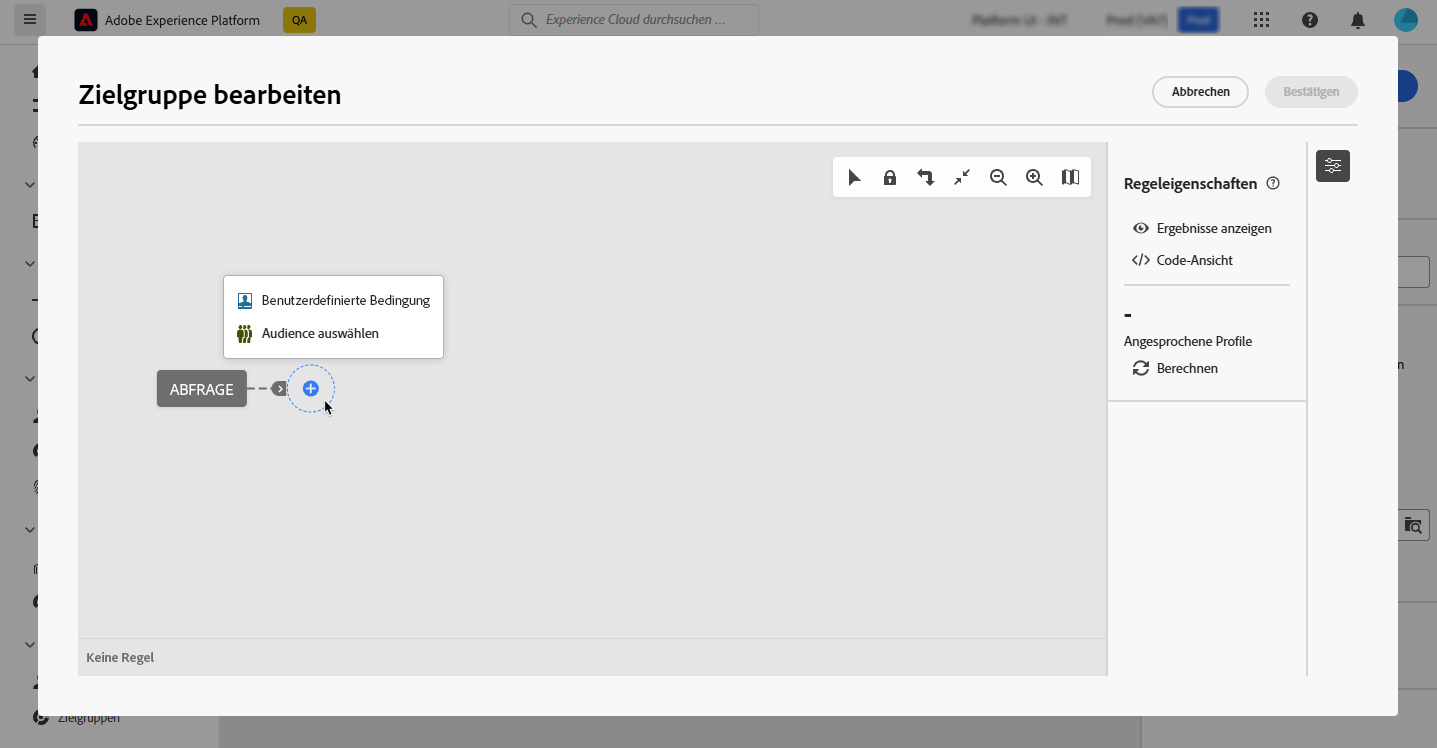 Adobe Experience Platform
QA
Experience Cloud durchsuchen ...
Platform UI - INT
Prod (VA7)
Prod
Zielgruppe bearbeiten
Abbrechen
Bestätigen
Regeleigenschaften
Ergebnisse anzeigen
Code-Ansicht
Benutzerdefinierte Bedingung
-
Audience auswählen
Angesprochene Profile
Berechnen
ABFRAGE
Keine Regel
Zielgruppen